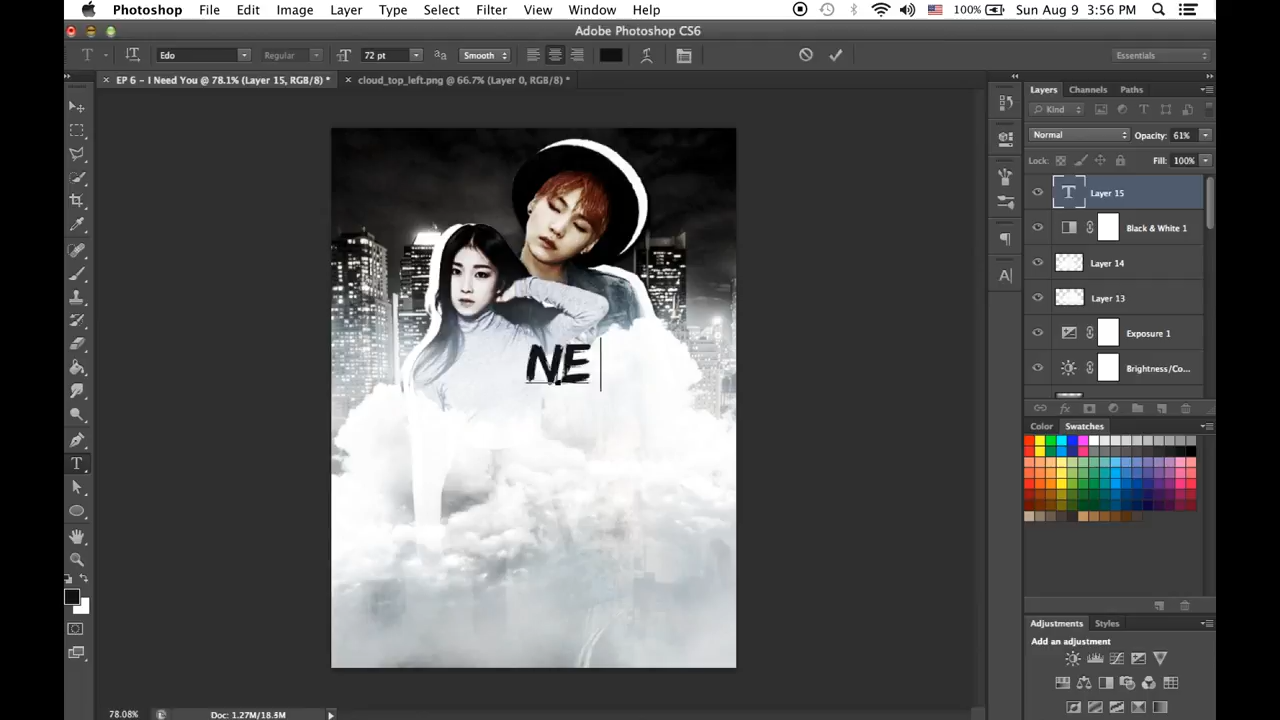 Photoshop File Edit Image Layer Type Select Filter View Window Help 100% Sun Aug 9 3:56 PM
Adobe Photoshop CS6
T Edo Regular 72 pt Smooth Essentials
EP 6 - I Need You @ 78.1% (Layer 15, RGB/8) * cloud_top_left.png @ 66.7% (Layer 0, RGB/8) *
Layers Channels Paths
Kind
Normal Opacity: 61%
Lock: Fill: 100%
T Layer 15
Black & White 1
Layer 14
Layer 13
Exposure 1
Brightness/Co...
NE
Color Swatches
Adjustments Styles
Add an adjustment
78.08% Doc: 1.27M/18.5M